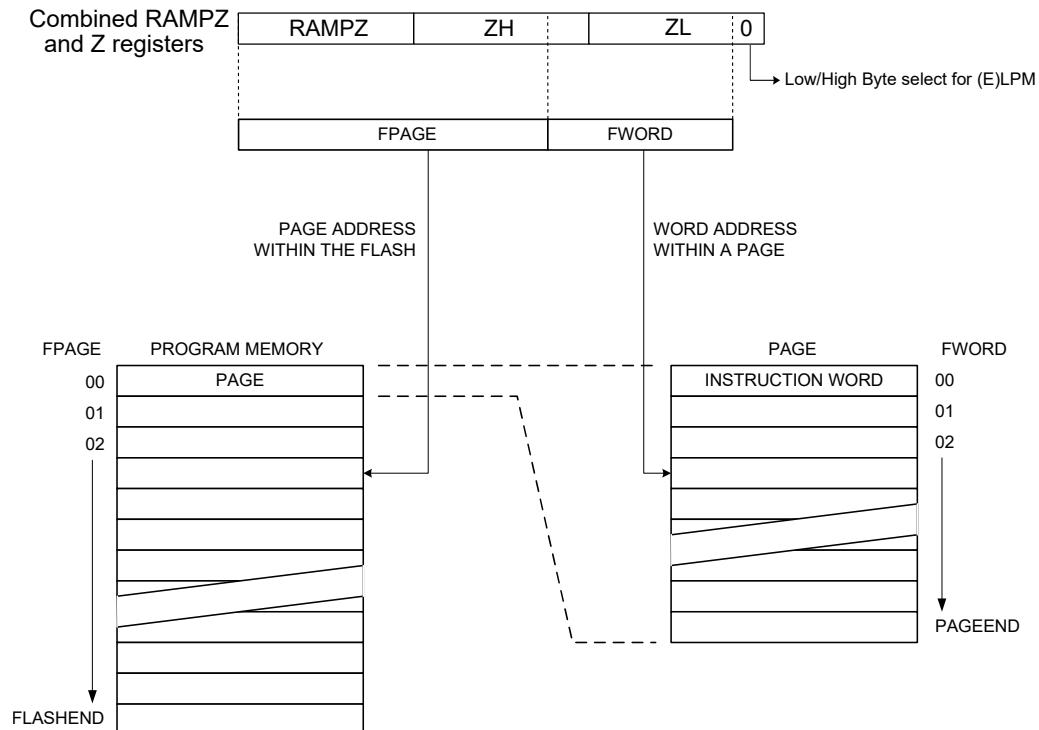 Combined RAMPZ
and Z registers
RAMPZ ZH ZL 0
Low/High Byte select for (E)LPM
FPAGE FWORD
PAGE ADDRESS
WITHIN THE FLASH
WORD ADDRESS
WITHIN A PAGE
FPAGE PROGRAM MEMORY PAGE FWORD
00 PAGE INSTRUCTION WORD 00
01 01
02 02
PAGEEND
FLASHEND